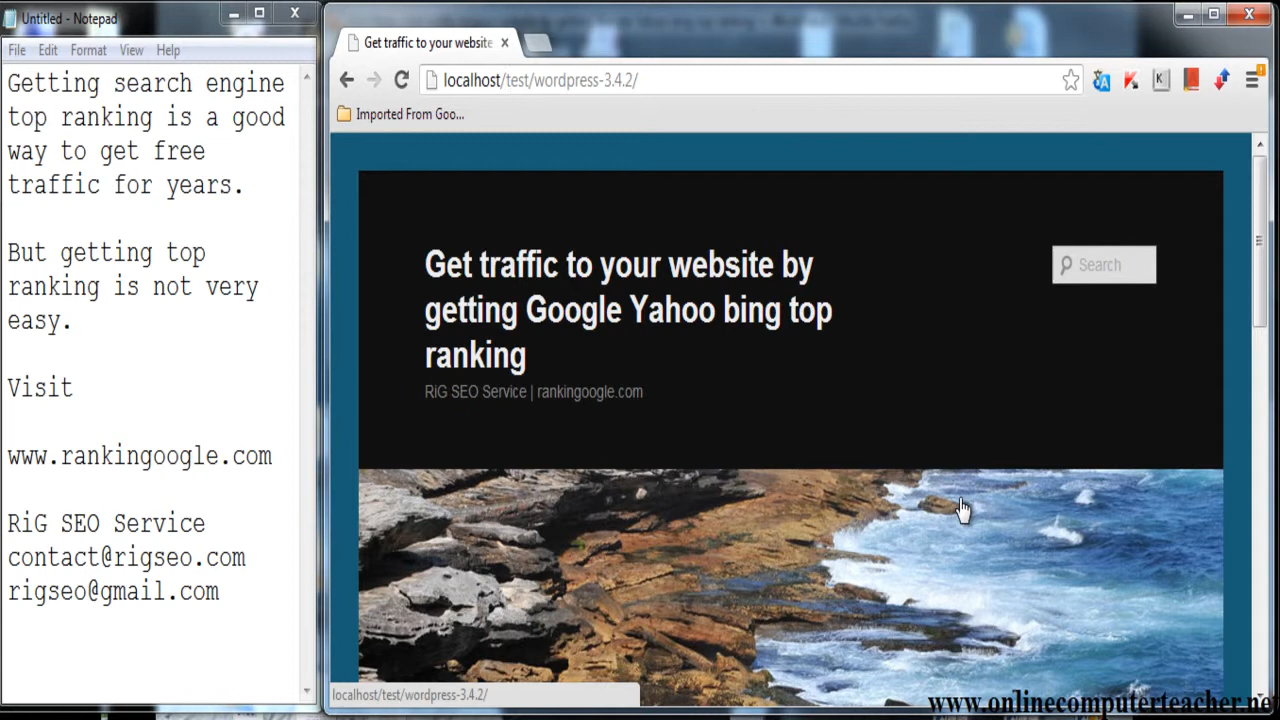 Untitled - Notepad
File Edit Format View Help
Getting search engine
top ranking is a good
way to get free
traffic for years.
But getting top
ranking is not very
easy.
Visit
www.rankingoogle.com
RiG SEO Service
contact@rigseo.com
rigseo@gmail.com
Get traffic to your website
localhost/test/wordpress-3.4.2/
Imported From Goo...
Get traffic to your website by
getting Google Yahoo bing top
ranking
RiG SEO Service | rankingoogle.com
Search
localhost/test/wordpress-3.4.2/
www.onlinecomputerteacher.net